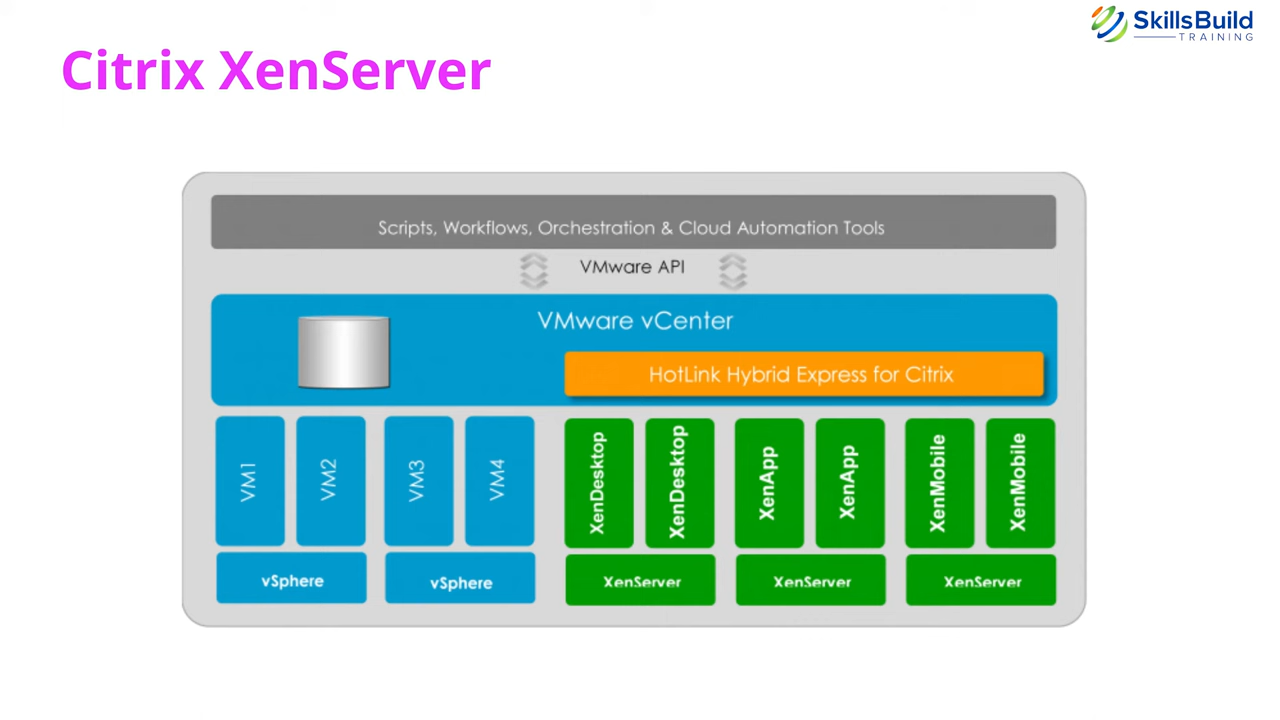 SkillsBuild
TRAINING
Citrix XenServer
Scripts, Workflows, Orchestration & Cloud Automation Tools
VMware API
VMware vCenter
HotLink Hybrid Express for Citrix
VM1
VM2
VM3
VM4
XenDesktop
XenDesktop
XenApp
XenApp
XenMobile
XenMobile
vSphere
vSphere
XenServer
XenServer
XenServer